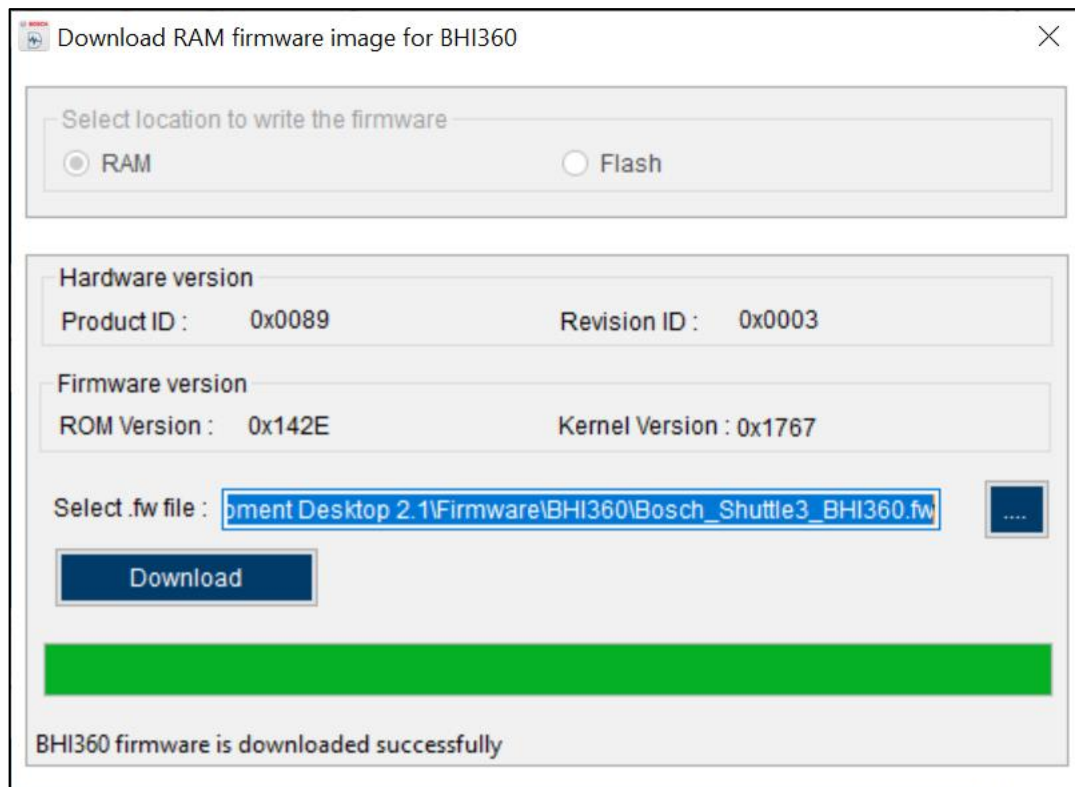 BOSCH
Download RAM firmware image for BHI360
Select location to write the firmware
RAM Flash
Hardware version
Product ID : 0x0089 Revision ID : 0x0003
Firmware version
ROM Version : 0x142E Kernel Version : 0x1767
Select .fw file : oment Desktop 2.1\Firmware\BHI360\Bosch_Shuttle3_BHI360.fw ....
Download
BHI360 firmware is downloaded successfully